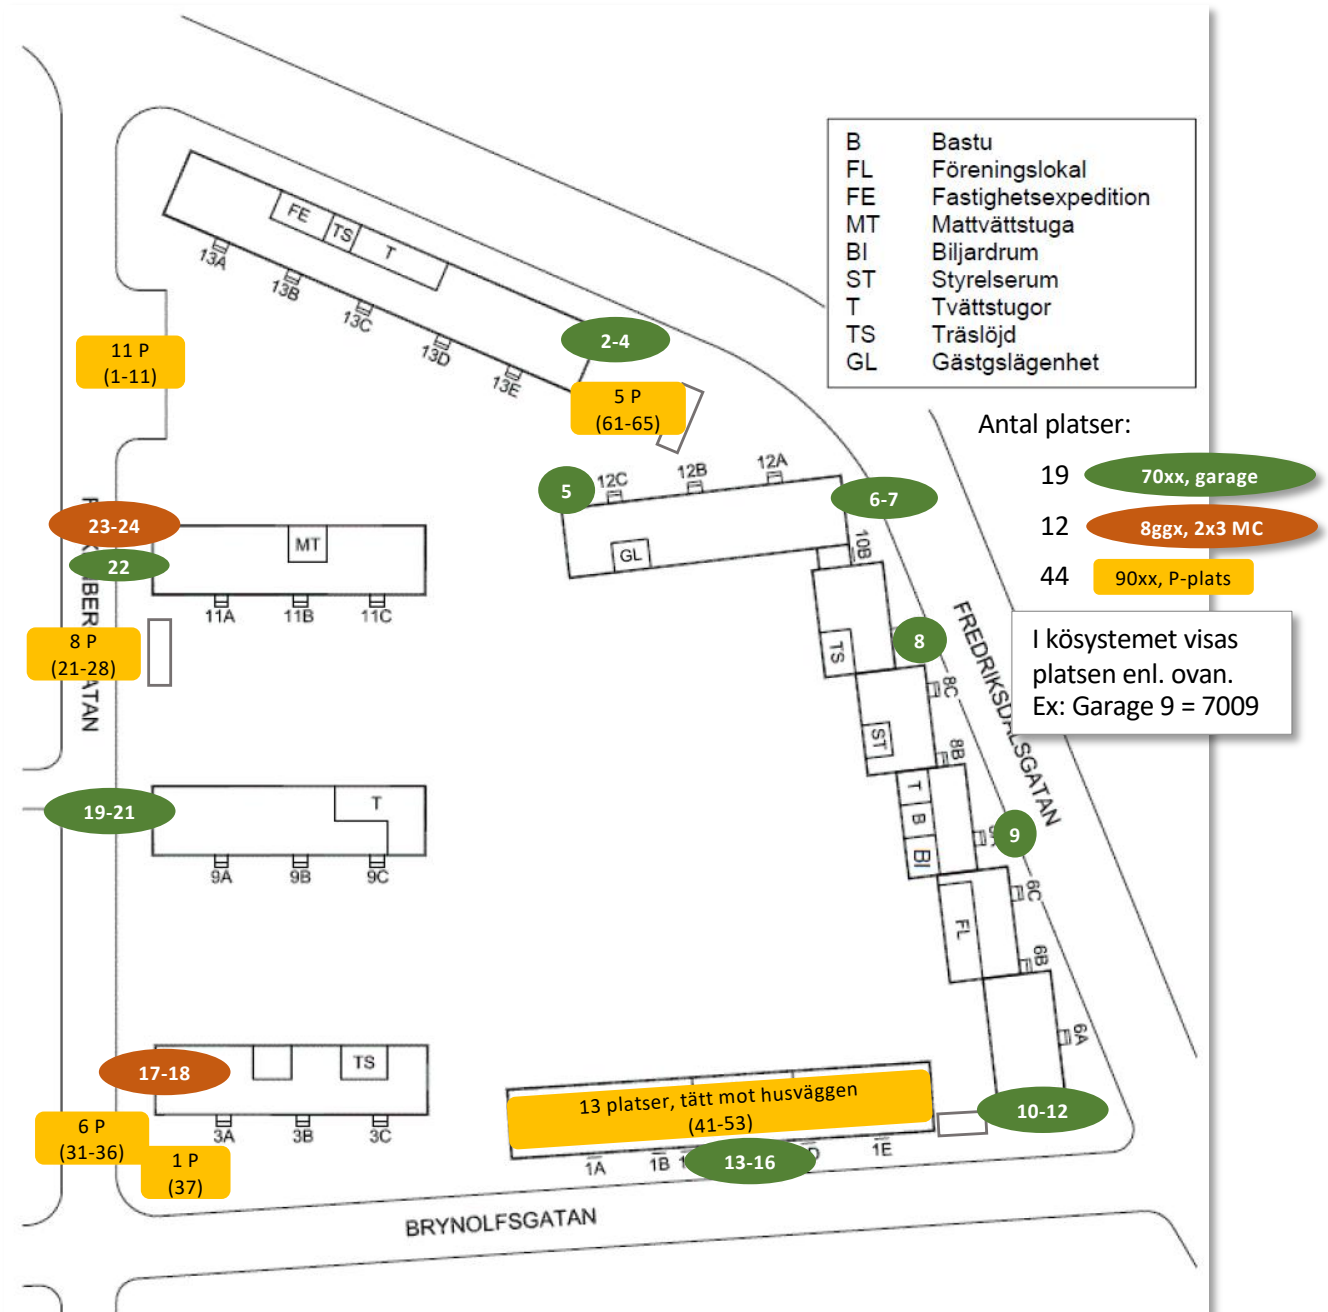 B Bastu
FL Föreningslokal
FE Fastighetsexpedition
MT Mattvättstuga
BI Biljardrum
ST Styrelserum
T Tvättstugor
TS Träslöjd
GL Gästgslägenhet
FE
TS
T
13A
13B
13C
13D
13E
2-4
11 P
(1-11)
5 P
(61-65)
Antal platser:
19 70xx, garage
12 8ggx, 2x3 MC
44 90xx, P-plats
I kösystemet visas
platsen enl. ovan.
Ex: Garage 9 = 7009
5
12C
12B
12A
6-7
GL
10B
23-24
22
MT
11A
11B
11C
8 P
(21-28)
TS
8
8C
ST
8B
FREDRIKSDALSGATAN
T
B
BI
9
19-21
T
9A
9B
9C
6C
FL
6B
6A
17-18
TS
3A
3B
3C
6 P
(31-36)
1 P
(37)
13 platser, tätt mot husväggen
(41-53)
10-12
1A
1B
13-16
1E
BRYNOLFSGATAN